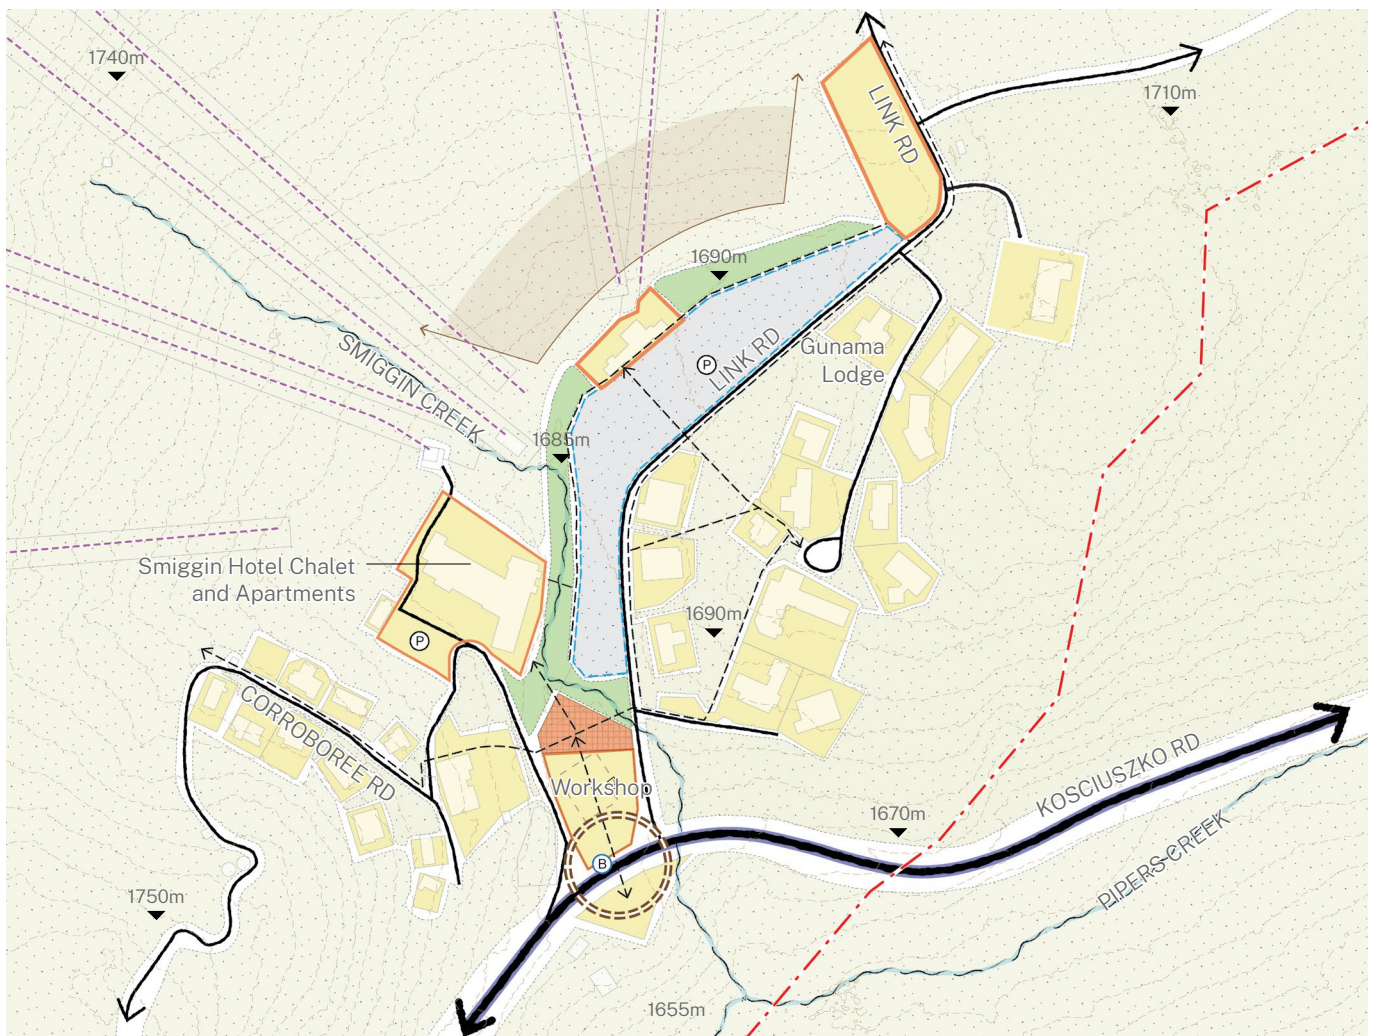 1740m
1710m
LINK RD
1690m
SMIGGIN CREEK
P
LINK RD
Gunama
Lodge
1685m
Smiggin Hotel Chalet
and Apartments
1690m
P
CORROBOREE RD
Workshop
KOSCIUSZKO RD
1670m
B
PIPERS CREEK
1750m
1655m